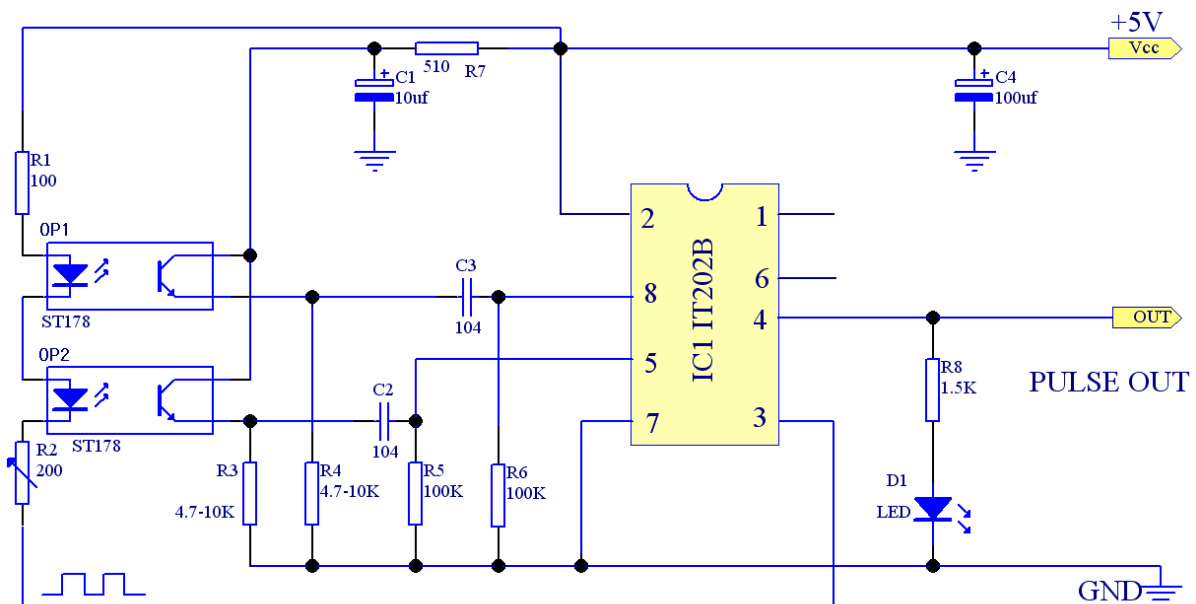 +5V
Vcc
510
R7
+
C1
10uf
+
C4
100uf
R1
100
OP1
ST178
OP2
ST178
R2
200
C3
104
C2
104
R3
4.7-10K
R4
4.7-10K
R5
100K
R6
100K
IC1 IT202B
2
8
5
7
1
6
4
3
OUT
PULSE OUT
R8
1.5K
D1
LED
GND